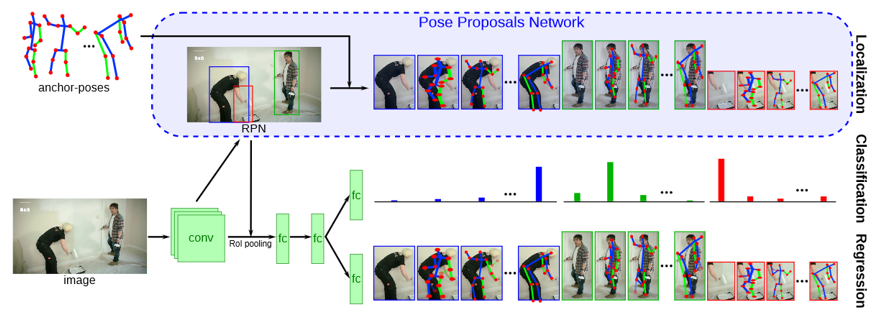 Pose Proposals Network
anchor-poses
...
RPN
...
...
...
Localization
image
conv
RoI pooling
fc
fc
fc
fc
...
...
...
Classification
...
...
...
Regression